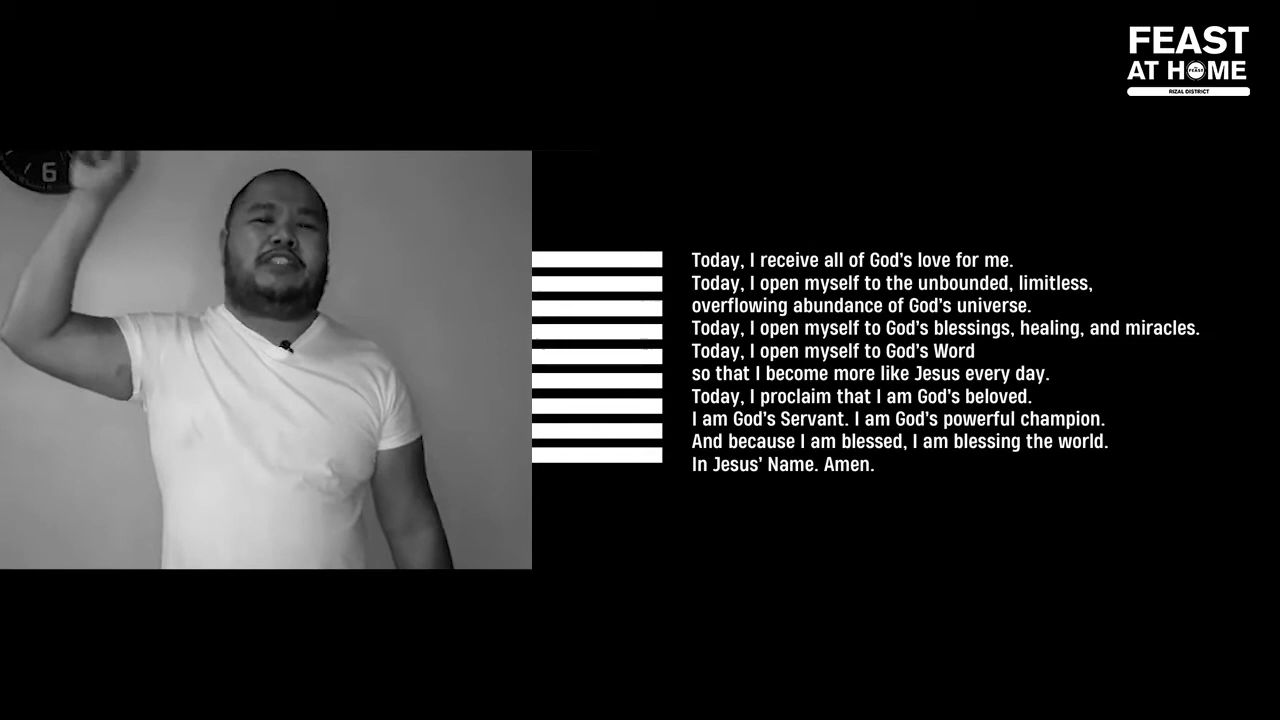 FEAST
AT HOME
RIZAL DISTRICT
6
Today, I receive all of God's love for me.
Today, I open myself to the unbounded, limitless,
overflowing abundance of God's universe.
Today, I open myself to God's blessings, healing, and miracles.
Today, I open myself to God's Word
so that I become more like Jesus every day.
Today, I proclaim that I am God's beloved.
I am God's Servant. I am God's powerful champion.
And because I am blessed, I am blessing the world.
In Jesus' Name. Amen.